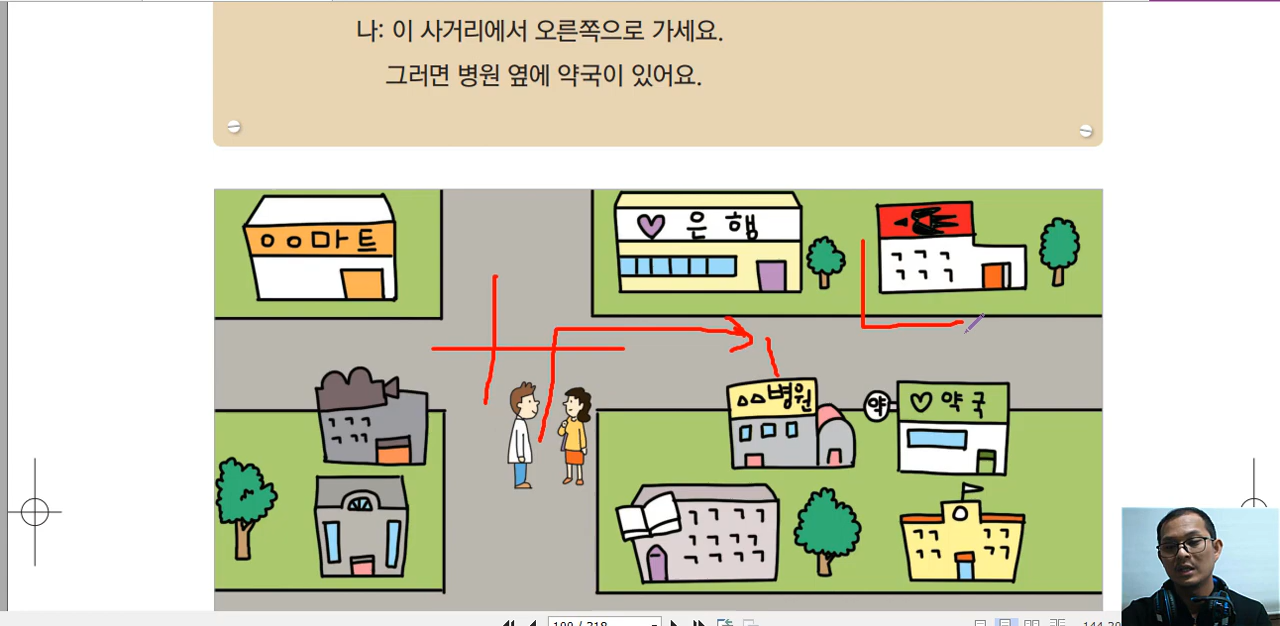 나: 이 사거리에서 오른쪽으로 가세요.
그러면 병원 옆에 약국이 있어요.
ㅇㅇ마트
은행
△△병원
약
약국